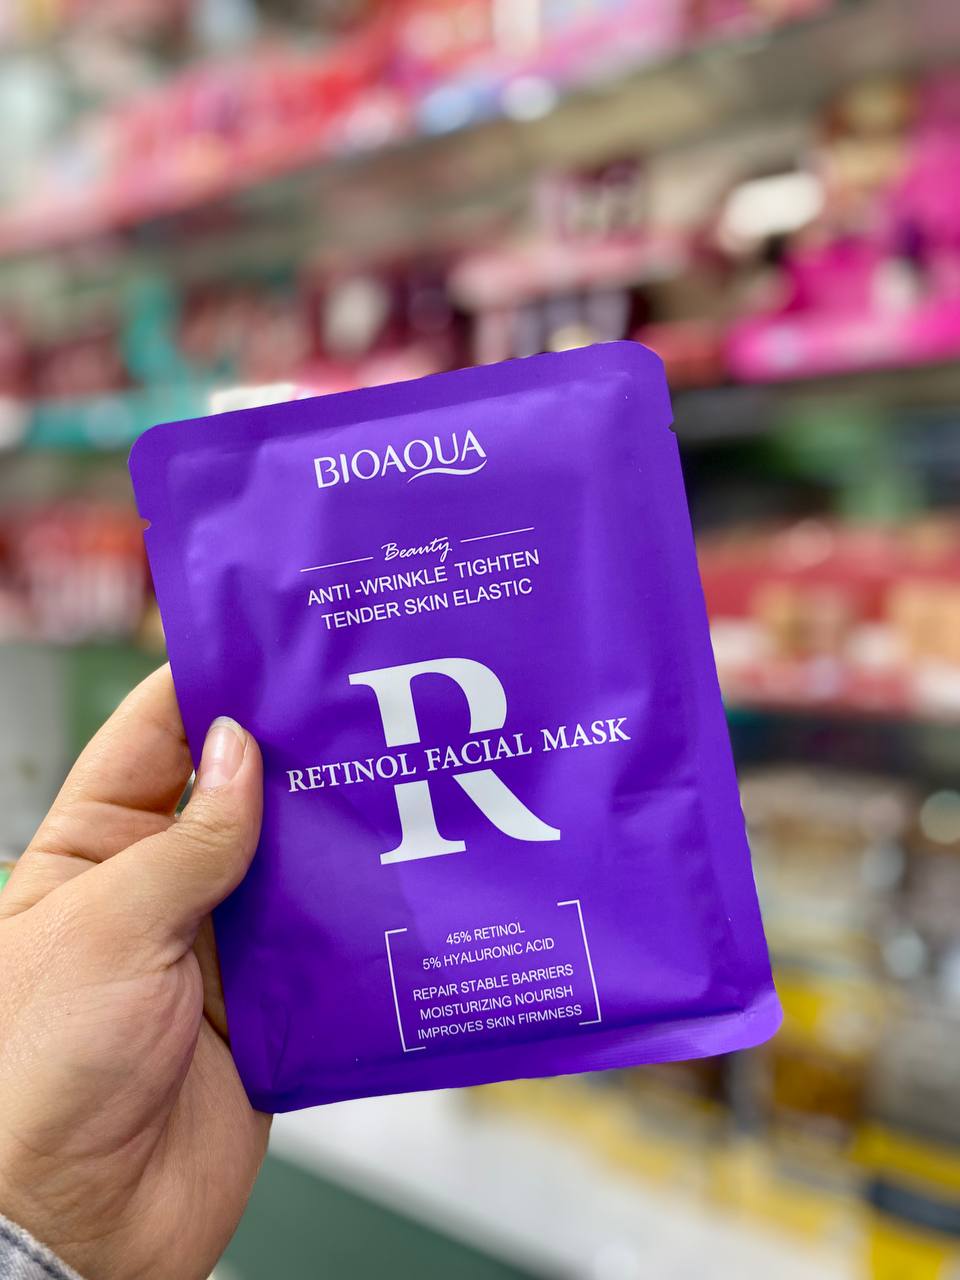 BIOAQUA
Beauty
ANTI-WRINKLE TIGHTEN
TENDER SKIN ELASTIC
R
RETINOL FACIAL MASK
45% RETINOL
5% HYALURONIC ACID
REPAIR STABLE BARRIERS
MOISTURIZING NOURISH
IMPROVES SKIN FIRMNESS